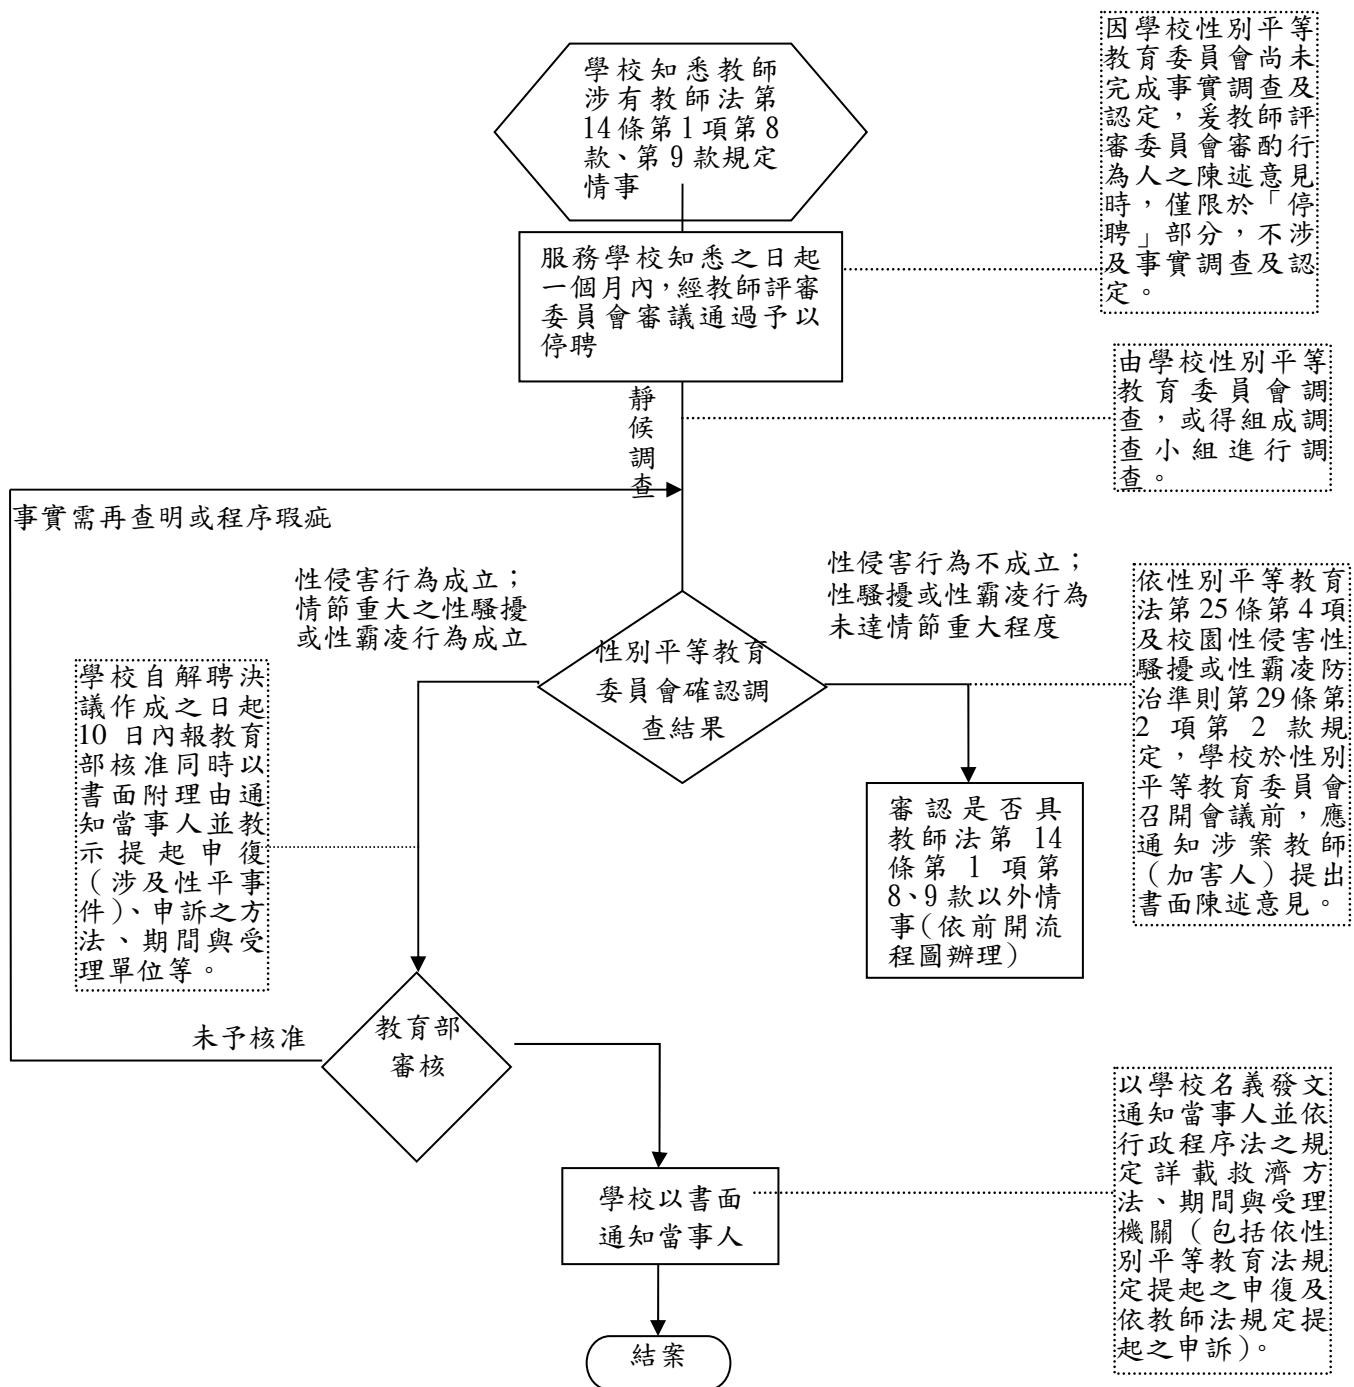 學校知悉教師
涉有教師法第
14條第1項第8
款、第9款規定
情事
因學校性別平等
教育委員會尚未
完成事實調查及
認定，爰教師評
審委員會審酌行
為人之陳述意見
時，僅限於「停
聘」部分，不涉
及事實調查及認
定。
服務學校知悉之日起
一個月內，經教師評審
委員會審議通過予以
停聘
靜候調查
由學校性別平等
教育委員會調
查，或得組成調
查小組進行調
查。
事實需再查明或程序瑕疵
性侵害行為成立；
情節重大之性騷擾
或性霸凌行為成立
性侵害行為不成立；
性騷擾或性霸凌行為
未達情節重大程度
性別平等教育
委員會確認調
查結果
依性別平等教育
法第25條第4項
及校園性侵害性
騷擾或性霸凌防
治準則第29條第
2項第2款規
定，學校於性別
平等教育委員會
召開會議前，應
通知涉案教師
（加害人）提出
書面陳述意見。
學校自解聘決
議作成之日起
10日內報教育
部核准同時以
書面附理由通
知當事人並教
示提起申復
（涉及性平事
件）、申訴之方
法、期間與受
理單位等。
審認是否具
教師法第14
條第1項第
8、9款以外情
事（依前開流
程圖辦理）
教育部
審核
未予核准
學校以書面
通知當事人
以學校名義發文
通知當事人並依
行政程序法之規
定詳載救濟方
法、期間與受理
機關（包括依性
別平等教育法規
定提起之申復及
依教師法規定提
起之申訴）。
結案